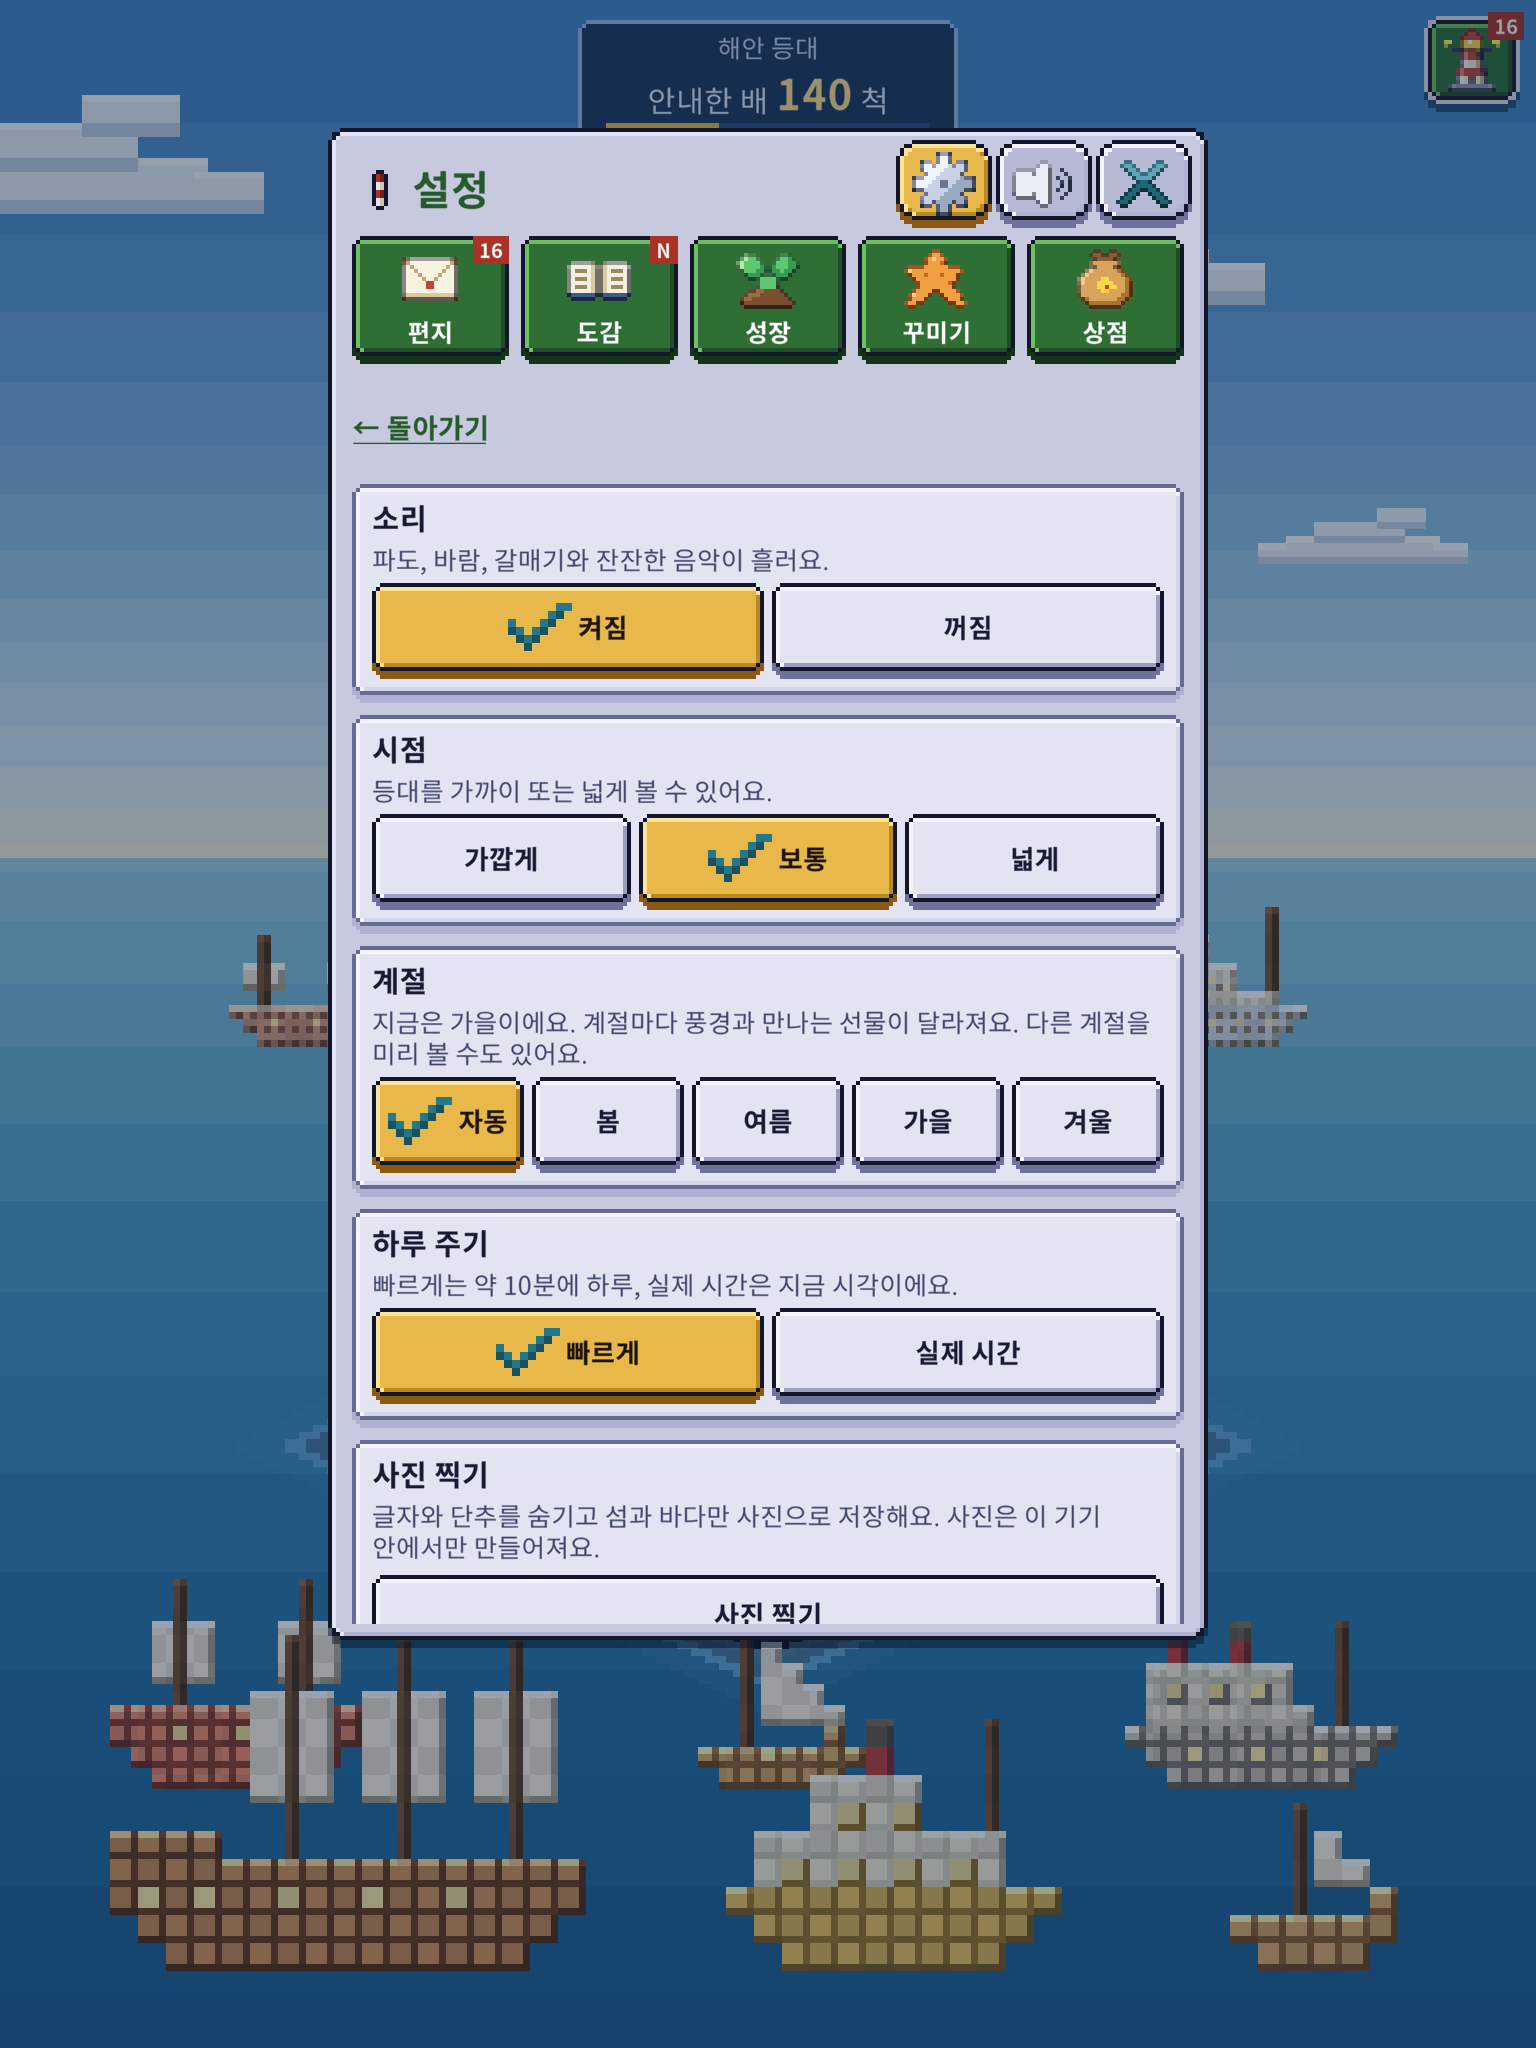 해안 등대
안내한 배 140 척
16
설정
16
N
편지
도감
성장
꾸미기
상점
← 돌아가기
소리
파도, 바람, 갈매기와 잔잔한 음악이 흘러요.
켜짐
꺼짐
시점
등대를 가까이 또는 넓게 볼 수 있어요.
가깝게
보통
넓게
계절
지금은 가을이에요. 계절마다 풍경과 만나는 선물이 달라져요. 다른 계절을
미리 볼 수도 있어요.
자동
봄
여름
가을
겨울
하루 주기
빠르게는 약 10분에 하루, 실제 시간은 지금 시각이에요.
빠르게
실제 시간
사진 찍기
글자와 단추를 숨기고 섬과 바다만 사진으로 저장해요. 사진은 이 기기
안에서만 만들어져요.
사진 찍기